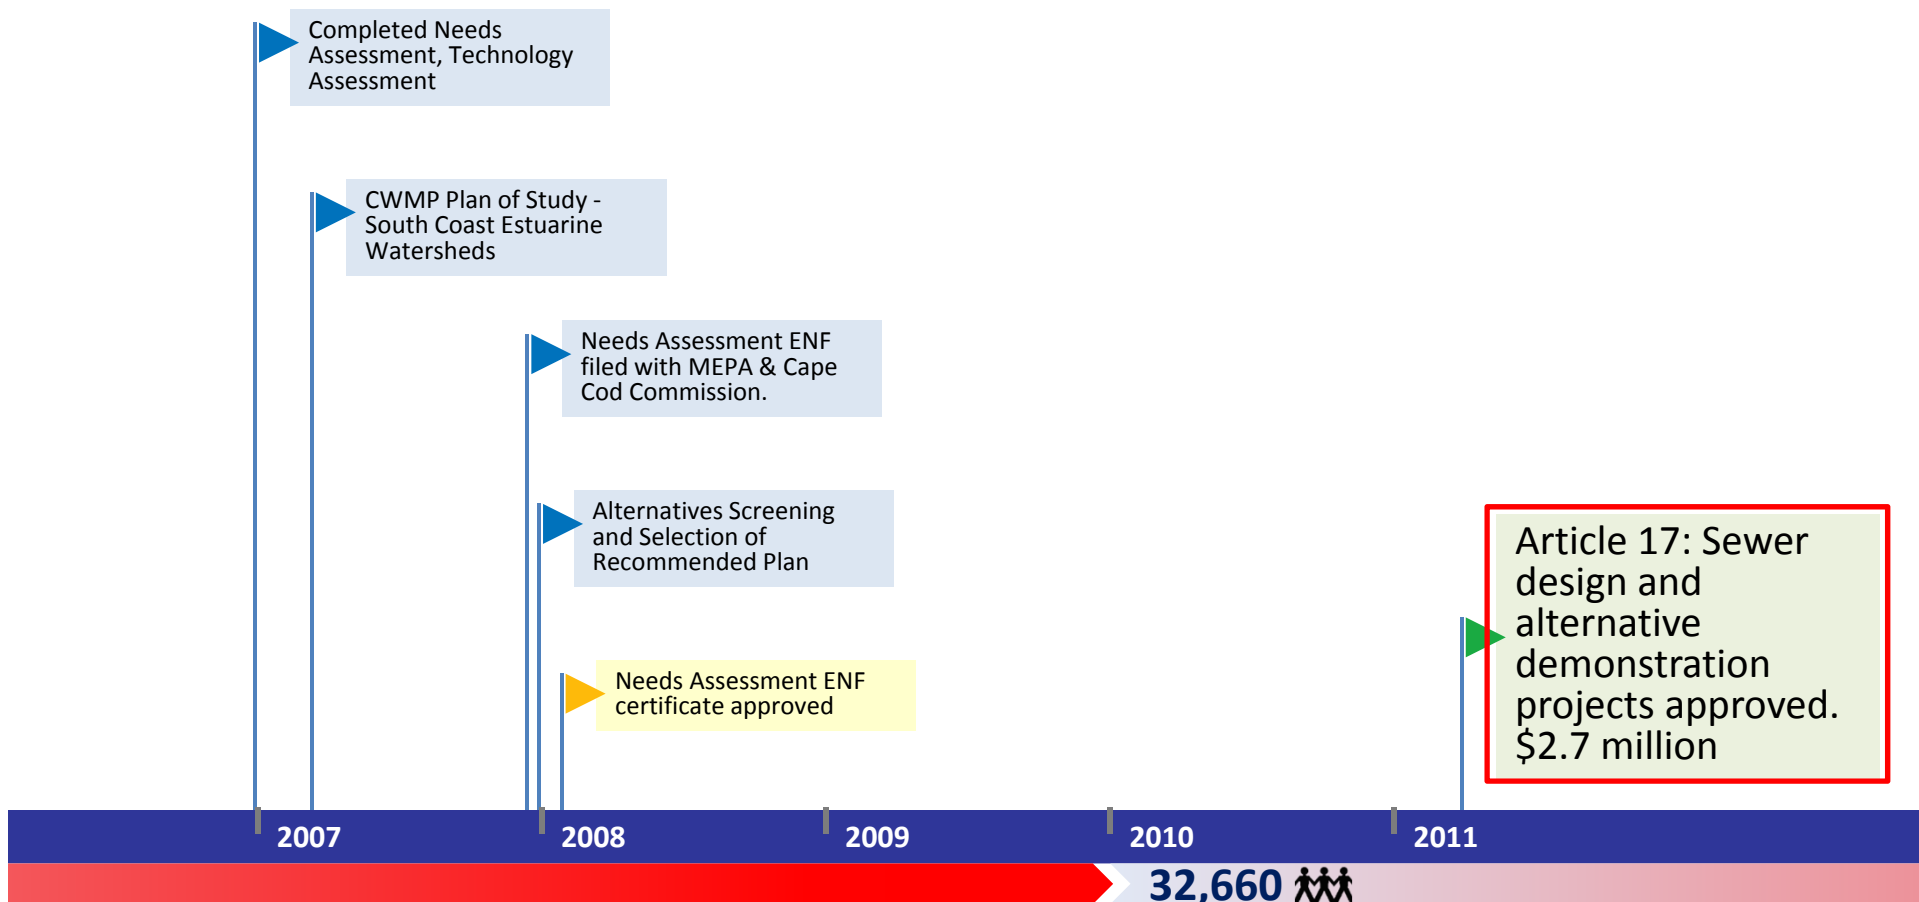 Completed Needs
Assessment, Technology
Assessment
CWMP Plan of Study -
South Coast Estuarine
Watersheds
Needs Assessment ENF
filed with MEPA & Cape
Cod Commission.
Alternatives Screening
and Selection of
Recommended Plan
Needs Assessment ENF
certificate approved
Article 17: Sewer
design and
alternative
demonstration
projects approved.
$2.7 million
2007
2008
2009
2010
2011
32,660